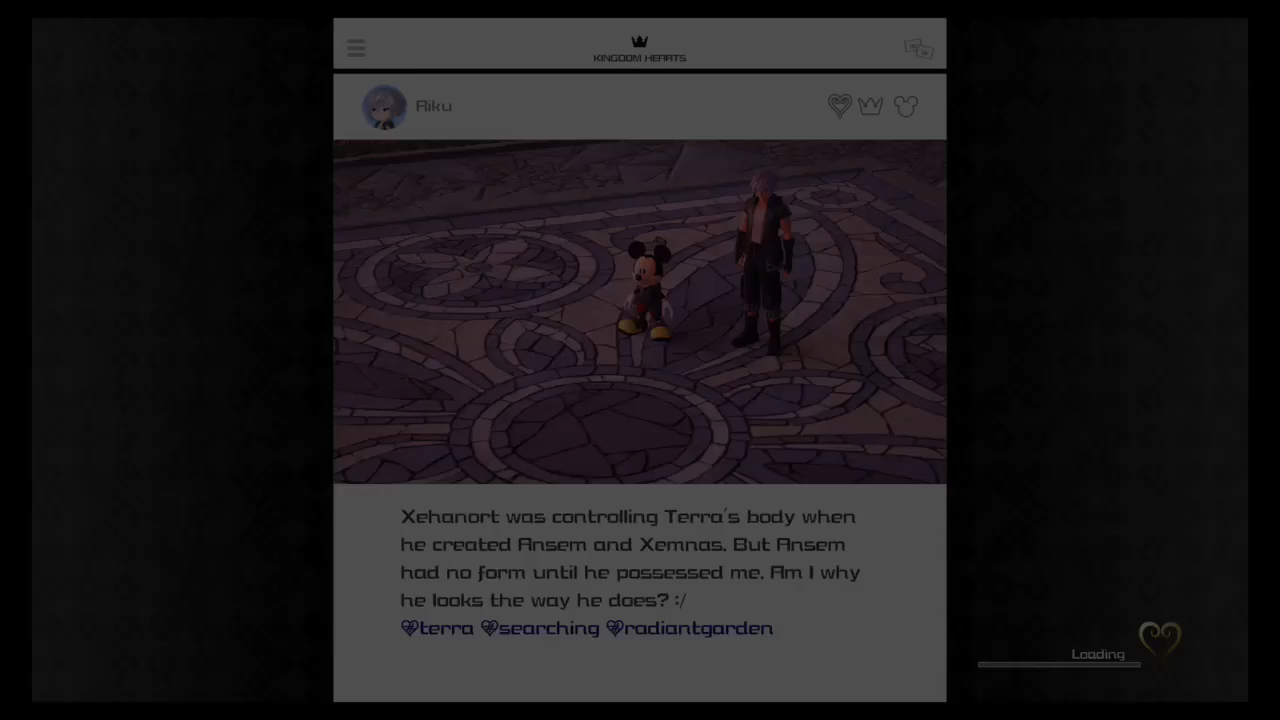 KINGDOM HEARTS
Riku
Xehanort was controlling Terra's body when
he created Ansem and Xemnas. But Ansem
had no form until he possessed me. Am I why
he looks the way he does? :/
terra searching radiantgarden
Loading